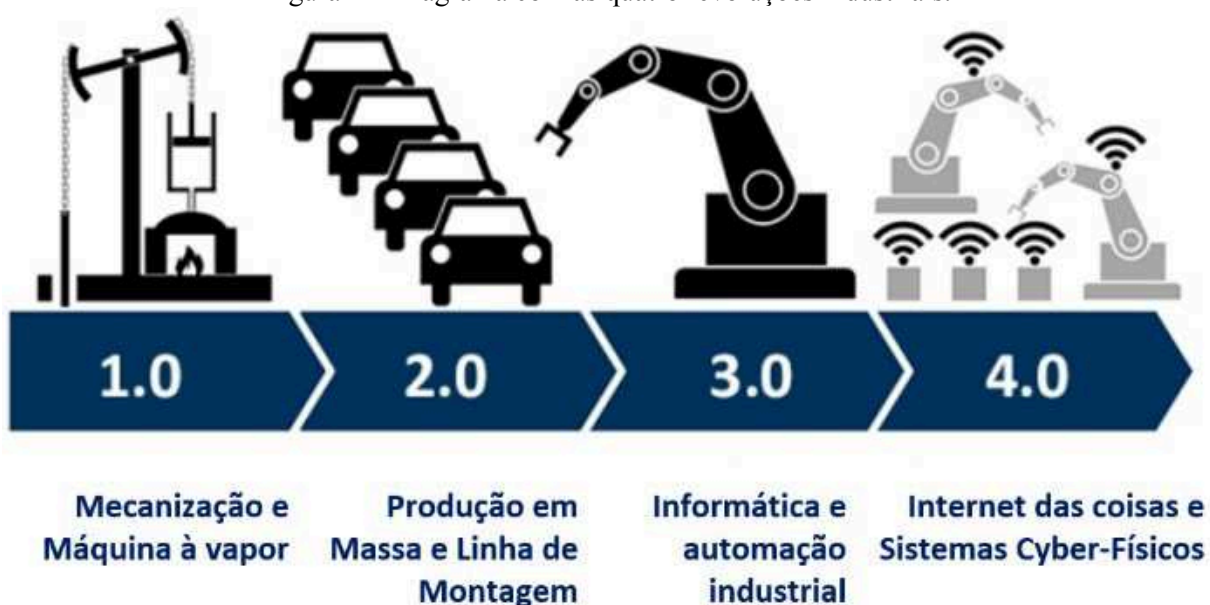 1.0
2.0
3.0
4.0
Mecanização e
Máquina à vapor
Produção em
Massa e Linha de
Montagem
Informática e
automação
industrial
Internet das coisas e
Sistemas Cyber-Físicos